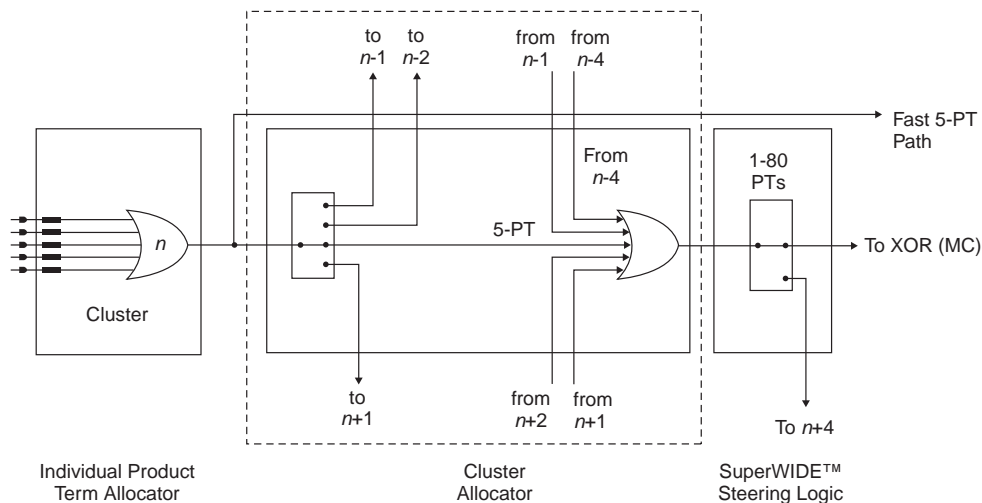 to
n-1
to
n-2
from
n-1
from
n-4
Fast 5-PT
Path
From
n-4
1-80
PTs
n
5-PT
To XOR (MC)
Cluster
to
n+1
from
n+2
from
n+1
To n+4
Individual Product
Term Allocator
Cluster
Allocator
SuperWIDE™
Steering Logic